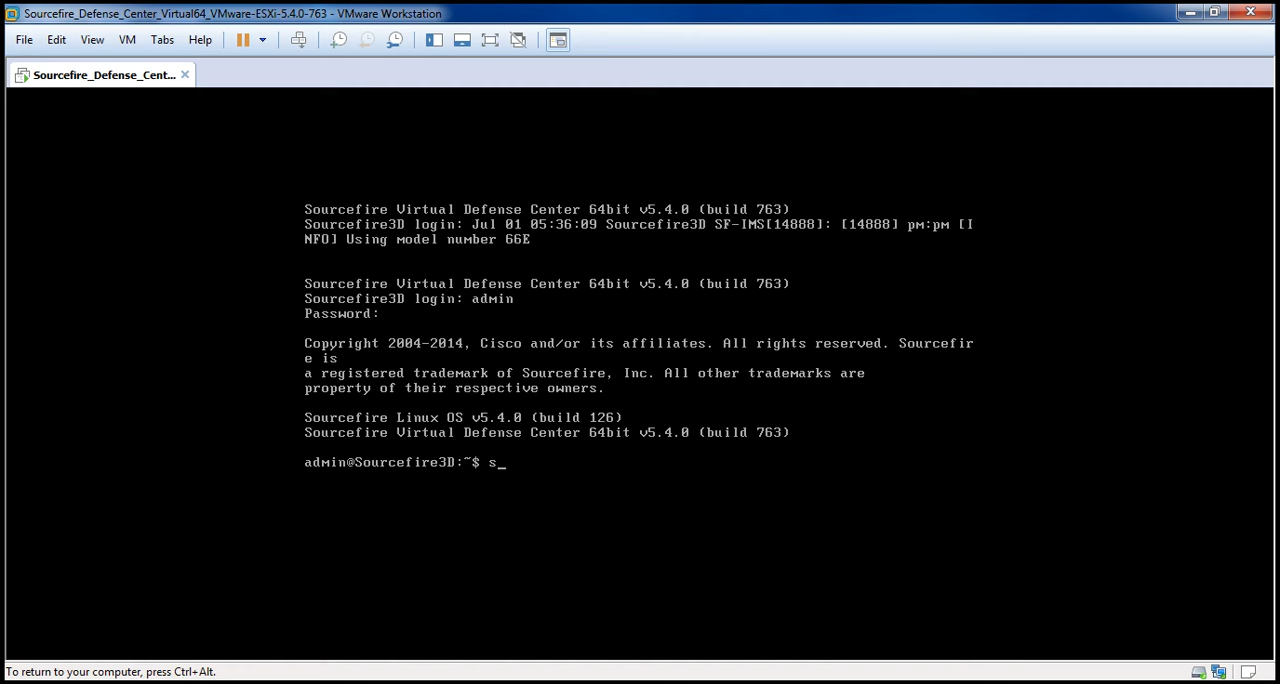 Sourcefire_Defense_Center_Virtual64_VMware-ESXi-5.4.0-763 - VMware Workstation
File Edit View VM Tabs Help
Sourcefire_Defense_Cent...
Sourcefire Virtual Defense Center 64bit v5.4.0 (build 763)
Sourcefire3D login: Jul 01 05:36:09 Sourcefire3D SF-IMS[14888]: [14888] pm:pm [I
NFO] Using model number 66E
Sourcefire Virtual Defense Center 64bit v5.4.0 (build 763)
Sourcefire3D login: admin
Password:
Copyright 2004-2014, Cisco and/or its affiliates. All rights reserved. Sourcefir
e is
a registered trademark of Sourcefire, Inc. All other trademarks are
property of their respective owners.
Sourcefire Linux OS v5.4.0 (build 126)
Sourcefire Virtual Defense Center 64bit v5.4.0 (build 763)
admin@Sourcefire3D:~$ s_
To return to your computer, press Ctrl+Alt.